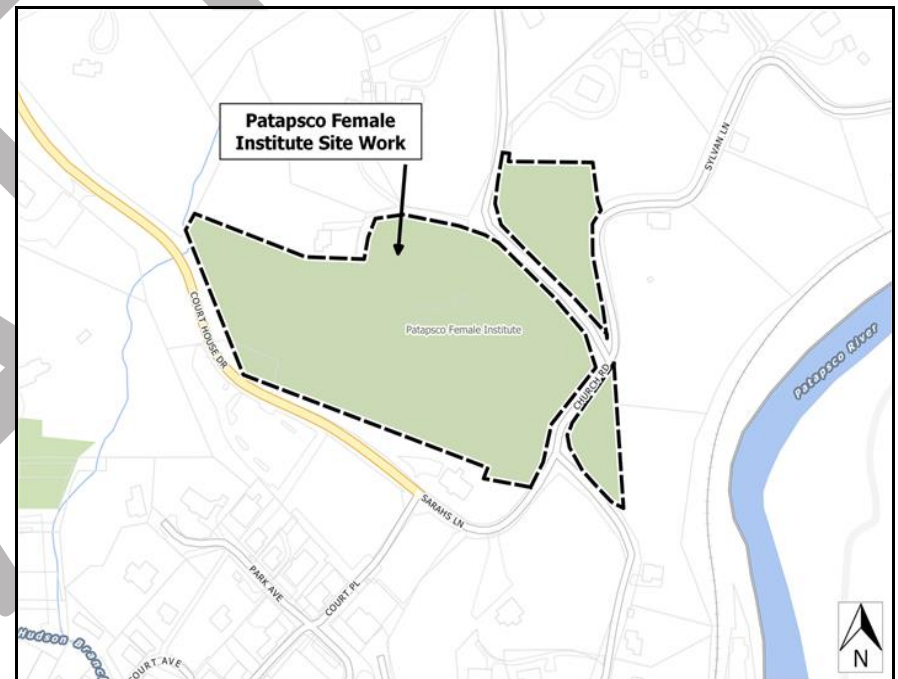 Patapsco Female
Institute Site Work
SYLVAN LN
COURT HOUSE DR
Patapsco Female Institute
Patapsco River
CHURCH RD
SARAHS LN
PARK AVE
COURT PL
Hudson Branch
COURT AVE
N